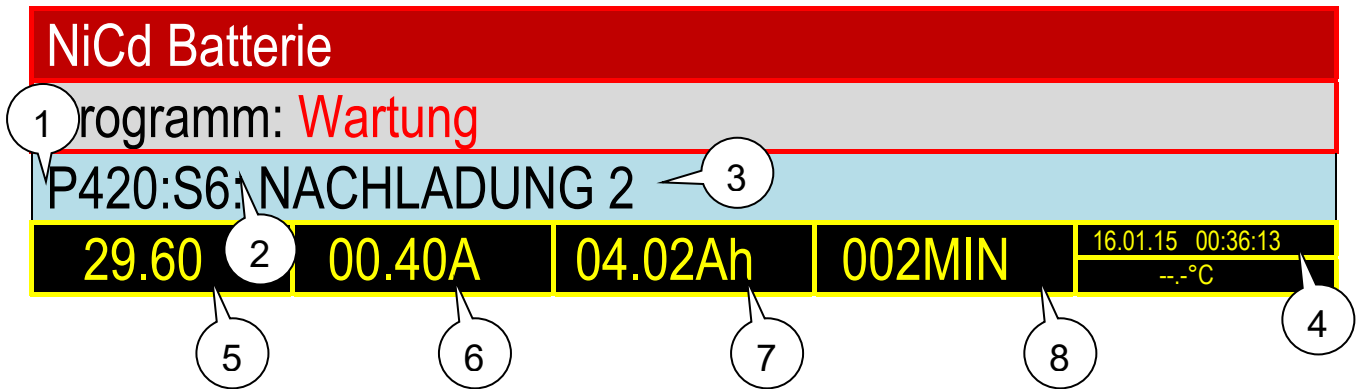 NiCd Batterie
1 rogramm: Wartung
P420:S6: NACHLADUNG 2 3
29.60 2 00.40A 04.02Ah 002MIN 16.01.15 00:36:13
--.-°C
5 6 7 8 4